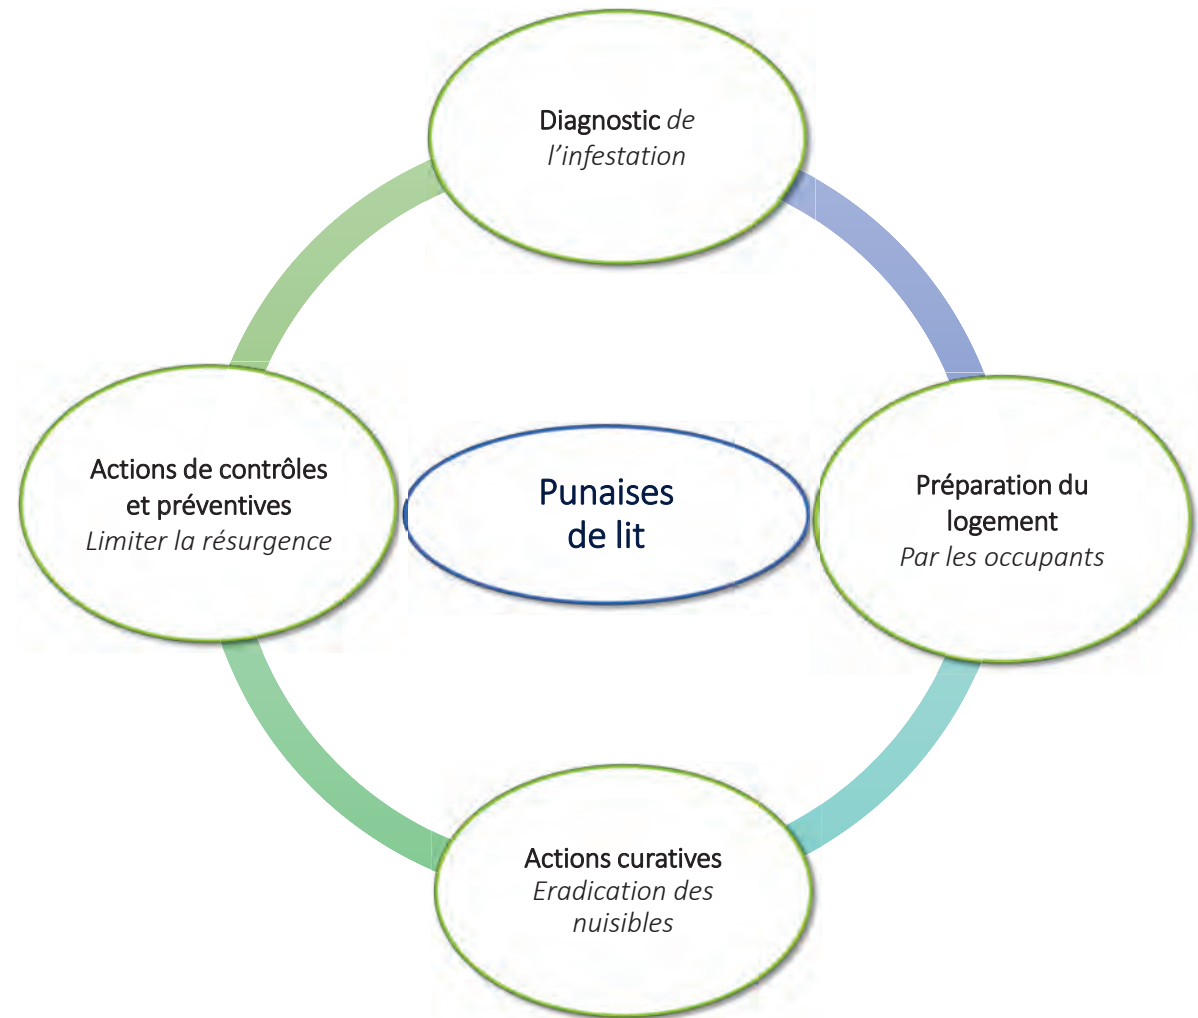 Diagnostic de
l’infestation
Actions de contrôles
et préventives
Limiter la résurgence
Punaises
de lit
Préparation du
logement
Par les occupants
Actions curatives
Eradication des
nuisibles